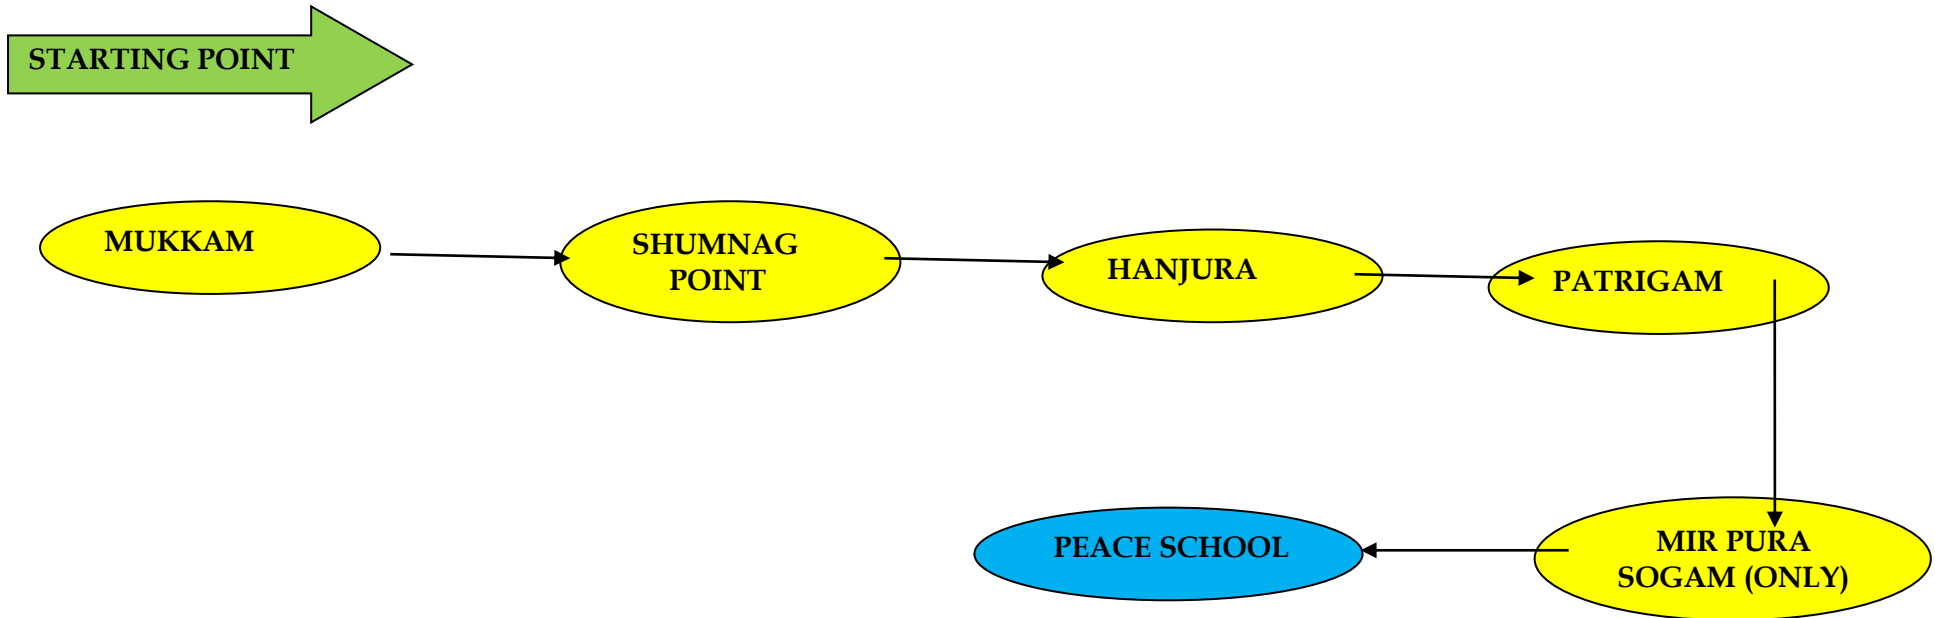 STARTING POINT
MUKKAM
SHUMNAG
POINT
HANJURA
PATRIGAM
MIR PURA
SOGAM (ONLY)
PEACE SCHOOL